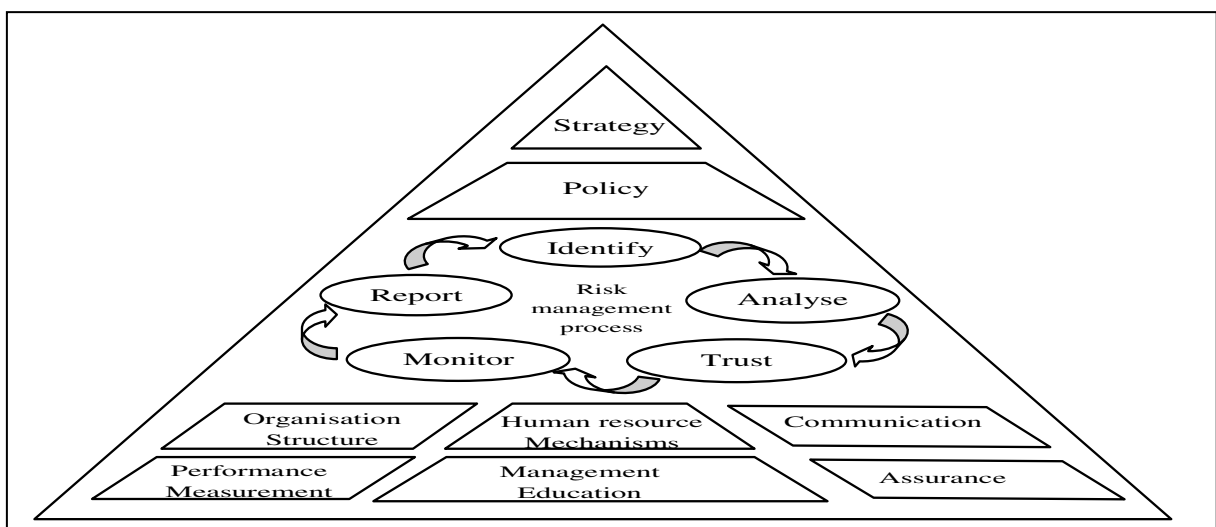 Strategy
Policy
Identify
Report
Risk
management
process
Analyse
Monitor
Trust
Organisation
Structure
Human resource
Mechanisms
Communication
Performance
Measurement
Management
Education
Assurance